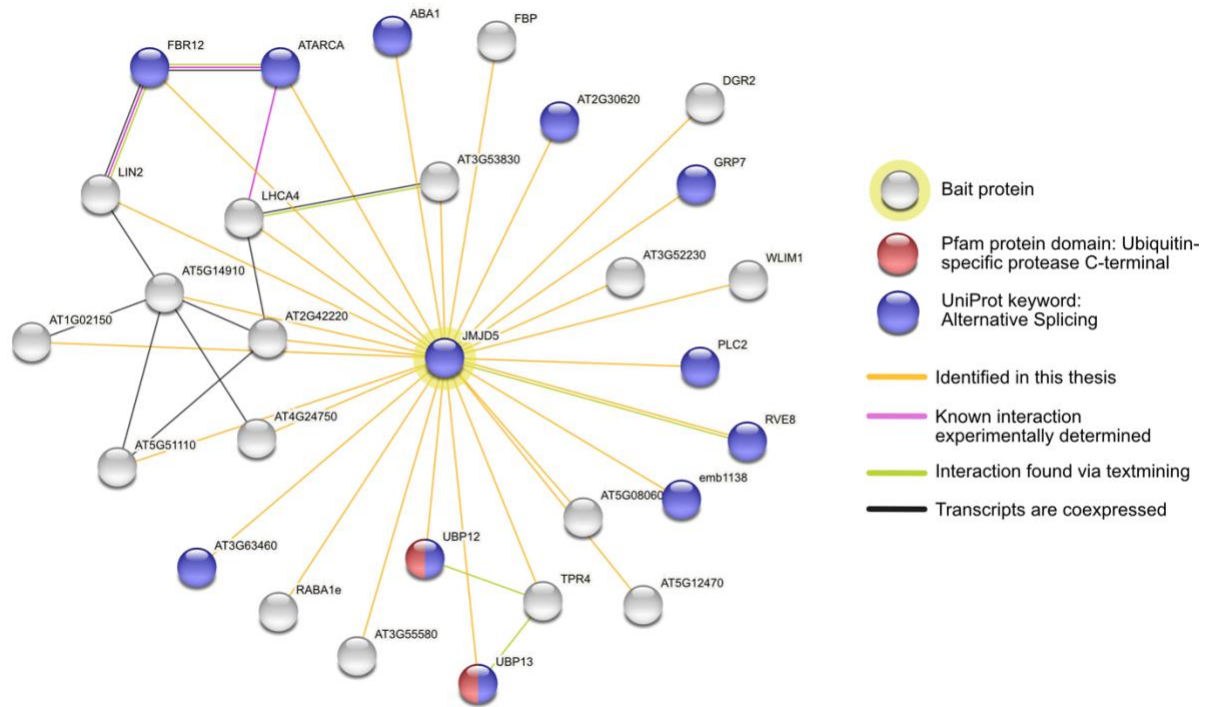 ABA1
FBP
FBR12
ATARCA
DGR2
AT2G30620
AT3G53830
GRP7
LIN2
LHCA4
AT3G52230
WLIM1
AT5G14910
AT1G02150
AT2G42220
JMJD5
PLC2
AT4G24750
RVE8
AT5G51110
emb1138
AT5G08060
AT3G63460
UBP12
TPR4
AT5G12470
RABA1e
AT3G55580
UBP13
Bait protein
Pfam protein domain: Ubiquitin-
specific protease C-terminal
UniProt keyword:
Alternative Splicing
Identified in this thesis
Known interaction
experimentally determined
Interaction found via textmining
Transcripts are coexpressed